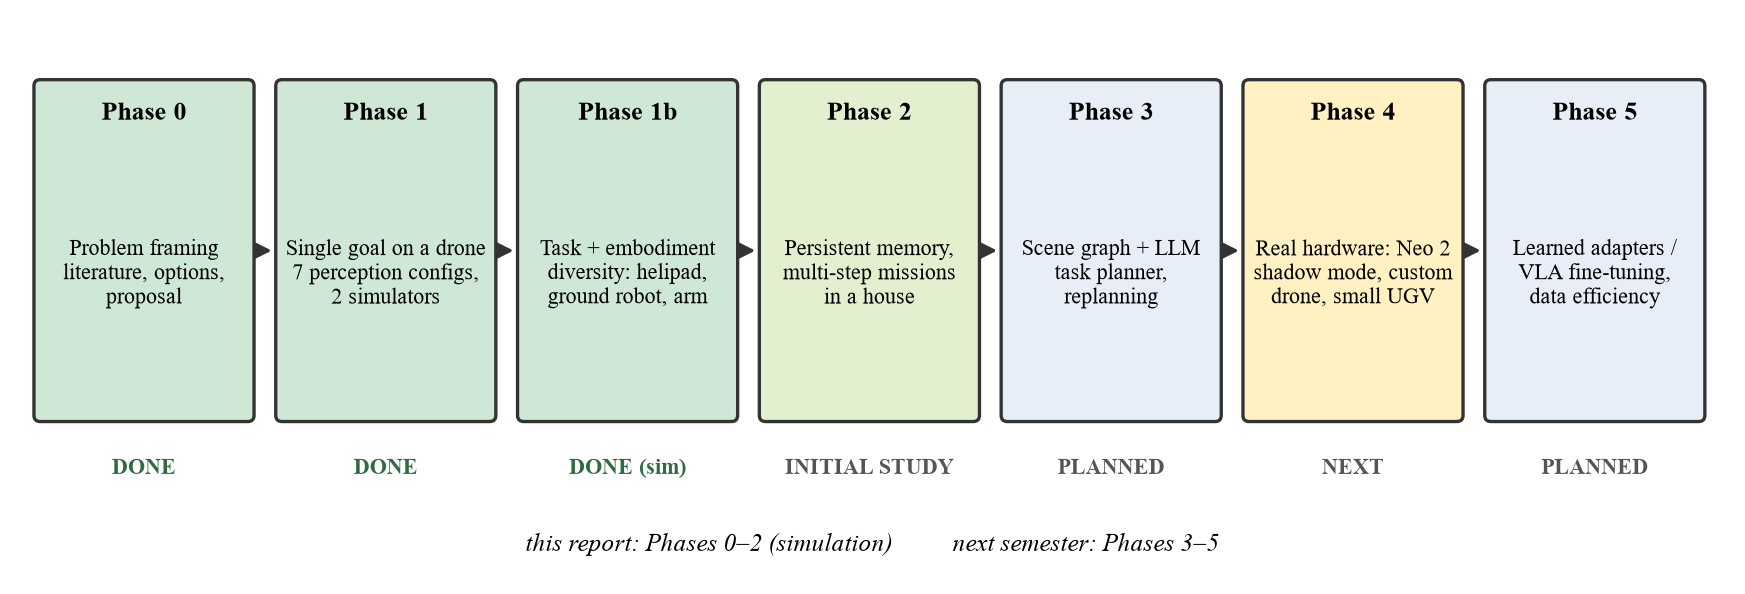 Phase 0
Problem framing
literature, options,
proposal
DONE
Phase 1
Single goal on a drone
7 perception configs,
2 simulators
DONE
Phase 1b
Task + embodiment
diversity: helipad,
ground robot, arm
DONE (sim)
Phase 2
Persistent memory,
multi-step missions
in a house
INITIAL STUDY
Phase 3
Scene graph + LLM
task planner,
replanning
PLANNED
Phase 4
Real hardware: Neo 2
shadow mode, custom
drone, small UGV
NEXT
Phase 5
Learned adapters /
VLA fine-tuning,
data efficiency
PLANNED
this report: Phases 0–2 (simulation)
next semester: Phases 3–5